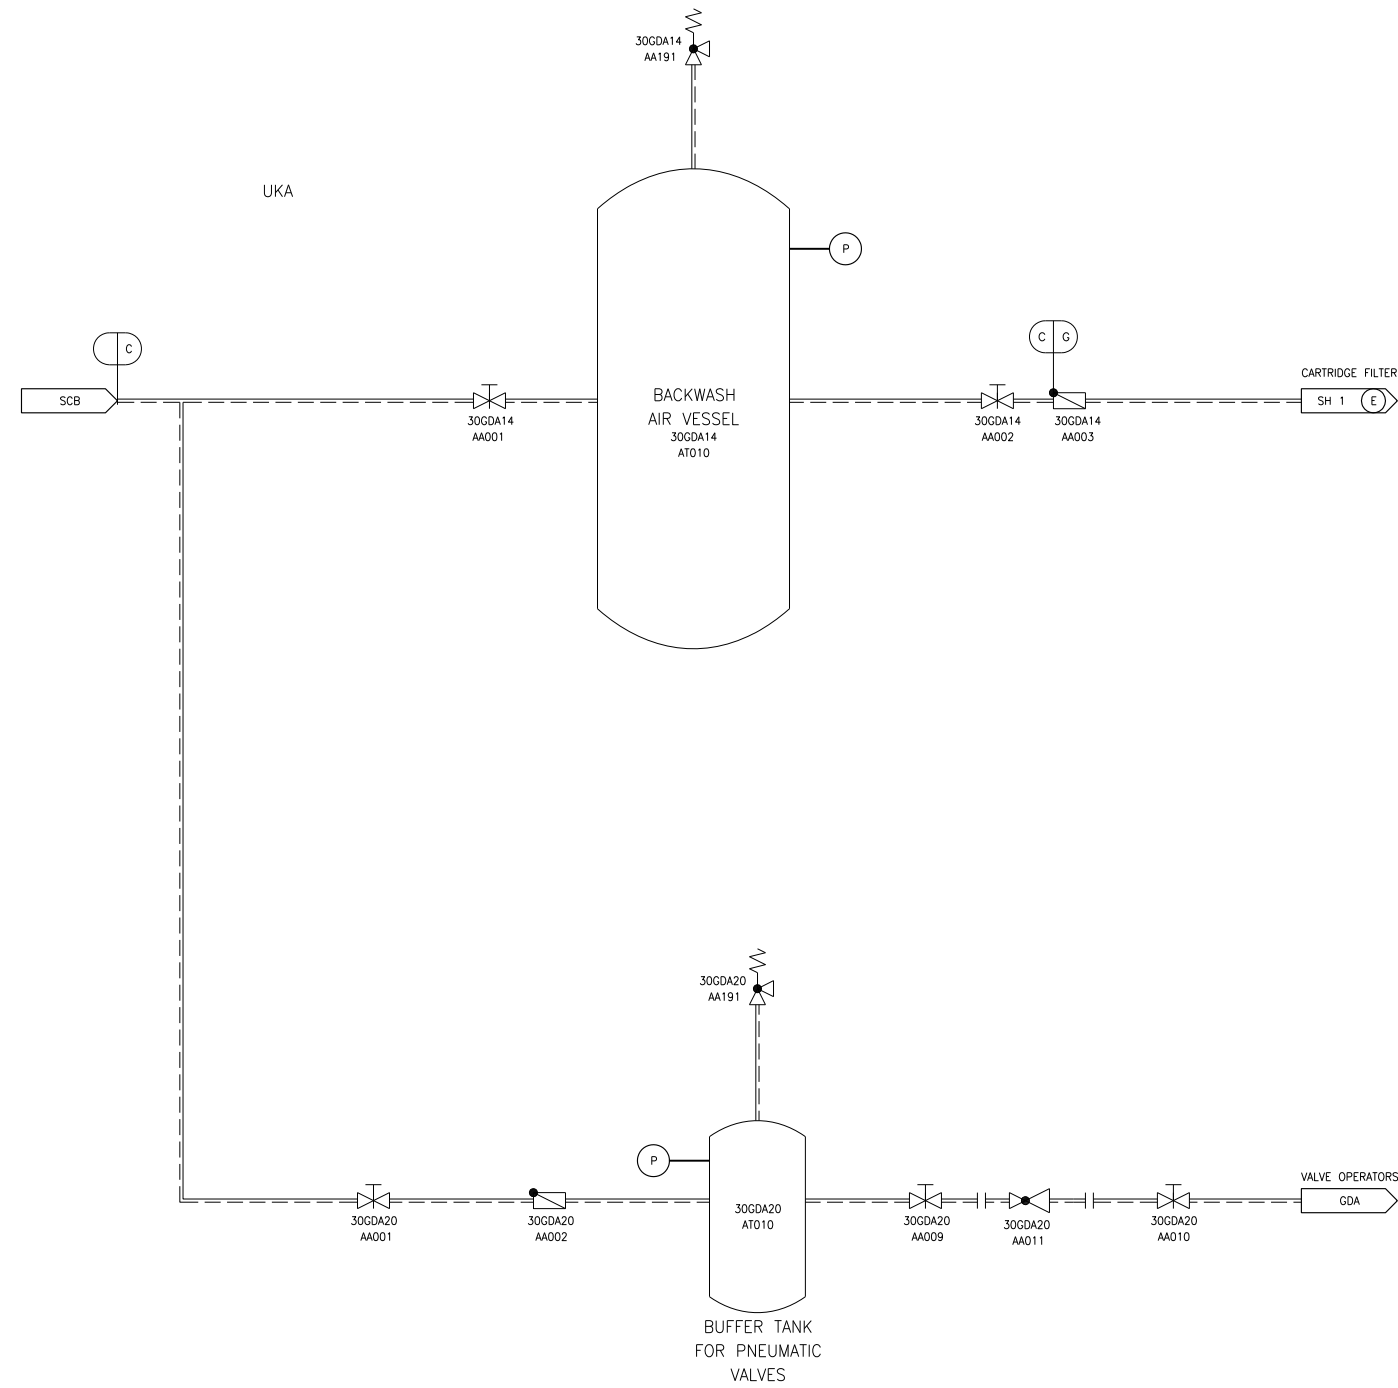 30GDA14
AA191
UKA
P
C
C G
SCB
CARTRIDGE FILTER
SH 1 E
30GDA14
AA001
BACKWASH
AIR VESSEL
30GDA14
AT010
30GDA14
AA002
30GDA14
AA003
30GDA20
AA191
P
VALVE OPERATORS
GDA
30GDA20
AA001
30GDA20
AA002
30GDA20
AT010
30GDA20
AA009
30GDA20
AA011
30GDA20
AA010
BUFFER TANK
FOR PNEUMATIC
VALVES